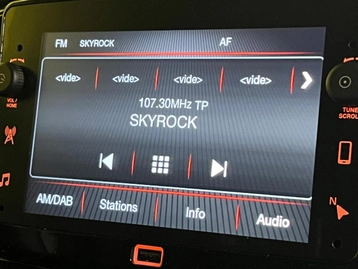 FM SKYROCK AF
<vide> <vide> <vide> <vide>
107.30MHz TP
SKYROCK
AM/DAB Stations Info Audio
VOL / HOME
TUNE
SCROLL
N